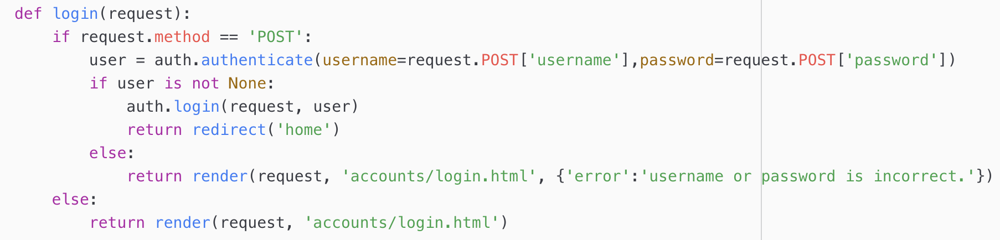 def login(request):
    if request.method == 'POST':
        user = auth.authenticate(username=request.POST['username'],password=request.POST['password'])
        if user is not None:
            auth.login(request, user)
            return redirect('home')
        else:
            return render(request, 'accounts/login.html', {'error':'username or password is incorrect.'})
    else:
        return render(request, 'accounts/login.html')